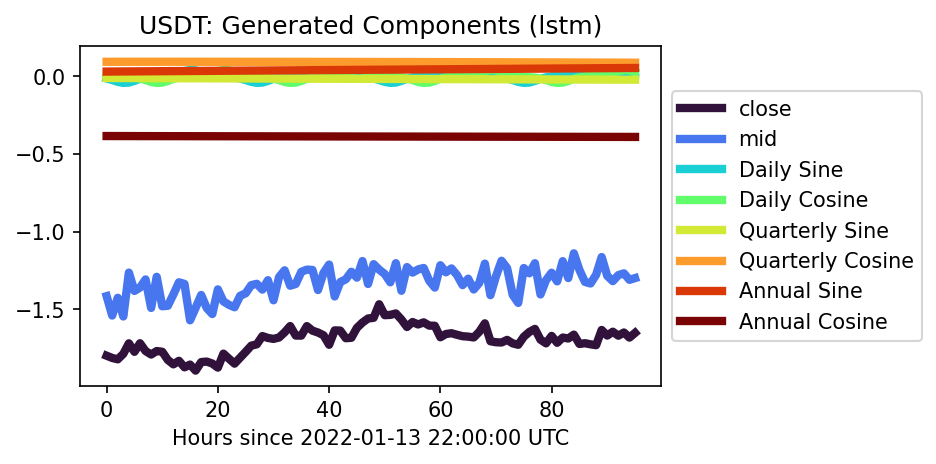 USDT: Generated Components (lstm)
0.0
−0.5
−1.0
−1.5
0 20 40 60 80
Hours since 2022-01-13 22:00:00 UTC
close
mid
Daily Sine
Daily Cosine
Quarterly Sine
Quarterly Cosine
Annual Sine
Annual Cosine